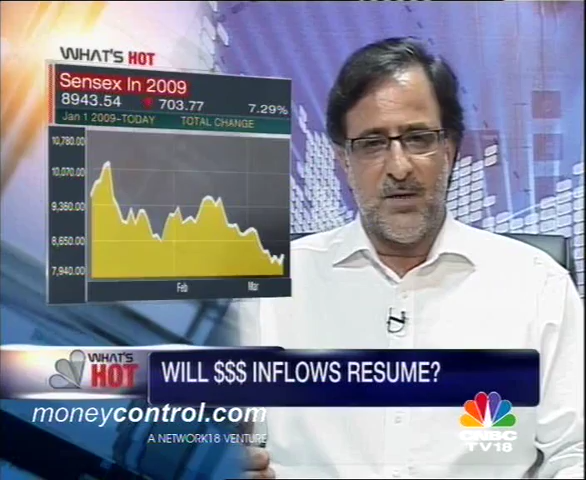 WHAT'S HOT
Sensex In 2009
8943.54 703.77 7.29%
Jan 1 2009-TODAY TOTAL CHANGE
10,780.00
10,070.00
9,360.00
8,650.00
7,940.00
Feb Mar
WHAT'S
HOT
WILL $$$ INFLOWS RESUME?
moneycontrol.com
A NETWORK18 VENTURE
CNBC
TV18
CNBC